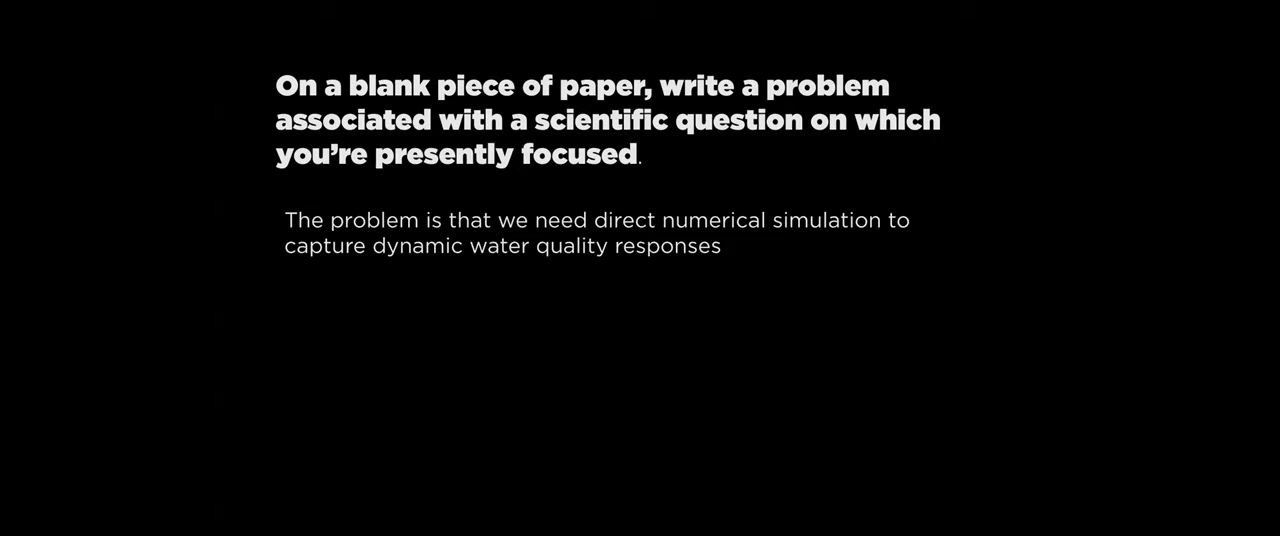 On a blank piece of paper, write a problem
associated with a scientific question on which
you’re presently focused.
The problem is that we need direct numerical simulation to
capture dynamic water quality responses